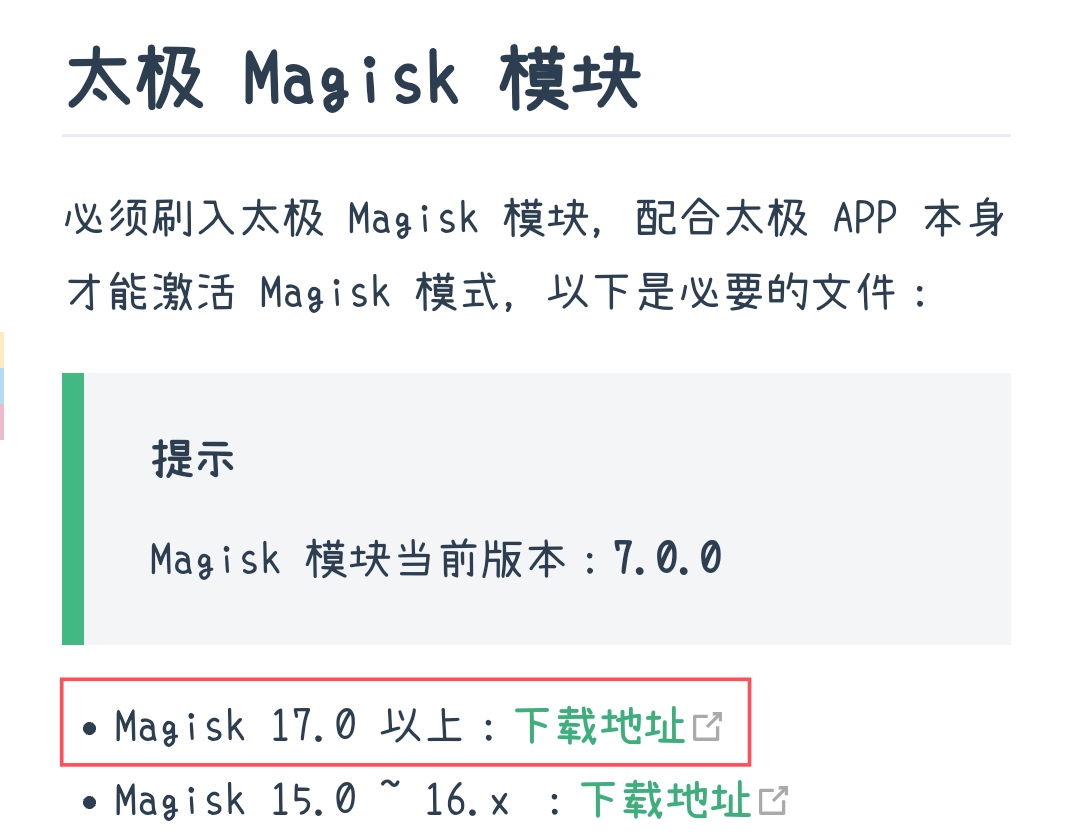 太极 Magisk 模块
必须刷入太极 Magisk 模块，配合太极 APP 本身
才能激活 Magisk 模式，以下是必要的文件：
提示
Magisk 模块当前版本：7.0.0
• Magisk 17.0 以上：下载地址
• Magisk 15.0 ~ 16.x ：下载地址